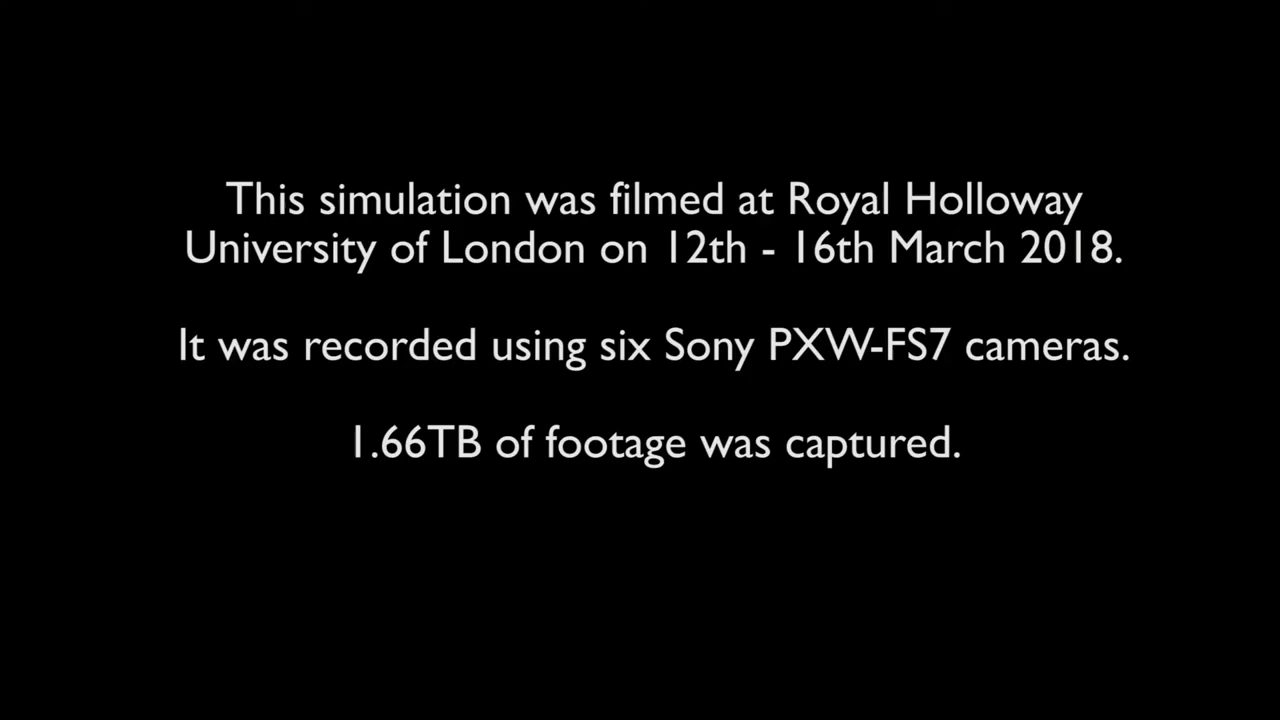 This simulation was filmed at Royal Holloway
University of London on 12th - 16th March 2018.
It was recorded using six Sony PXW-FS7 cameras.
1.66TB of footage was captured.